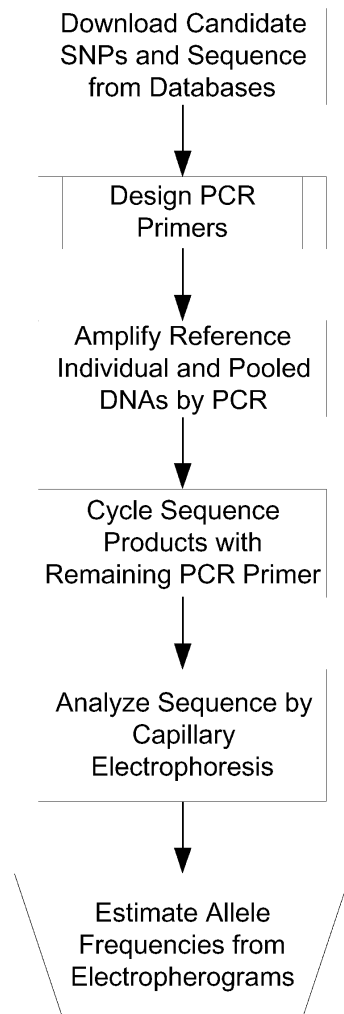 Download Candidate
SNPs and Sequence
from Databases
Design PCR
Primers
Amplify Reference
Individual and Pooled
DNAs by PCR
Cycle Sequence
Products with
Remaining PCR Primer
Analyze Sequence by
Capillary
Electrophoresis
Estimate Allele
Frequencies from
Electropherograms